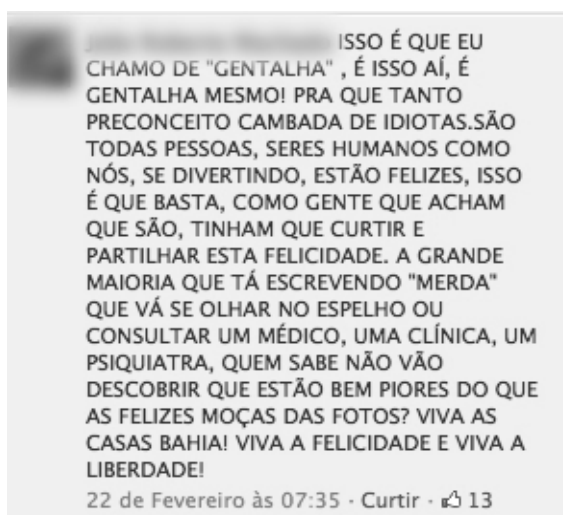 ISSO É QUE EU
CHAMO DE "GENTALHA" , É ISSO AÍ, É
GENTALHA MESMO! PRA QUE TANTO
PRECONCEITO CAMBADA DE IDIOTAS.SÃO
TODAS PESSOAS, SERES HUMANOS COMO
NÓS, SE DIVERTINDO, ESTÃO FELIZES, ISSO
É QUE BASTA, COMO GENTE QUE ACHAM
QUE SÃO, TINHAM QUE CURTIR E
PARTILHAR ESTA FELICIDADE. A GRANDE
MAIORIA QUE TÁ ESCREVENDO "MERDA"
QUE VÁ SE OLHAR NO ESPELHO OU
CONSULTAR UM MÉDICO, UMA CLÍNICA, UM
PSIQUIATRA, QUEM SABE NÃO VÃO
DESCOBRIR QUE ESTÃO BEM PIORES DO QUE
AS FELIZES MOÇAS DAS FOTOS? VIVA AS
CASAS BAHIA! VIVA A FELICIDADE E VIVA A
LIBERDADE!
22 de Fevereiro às 07:35 · Curtir · 13